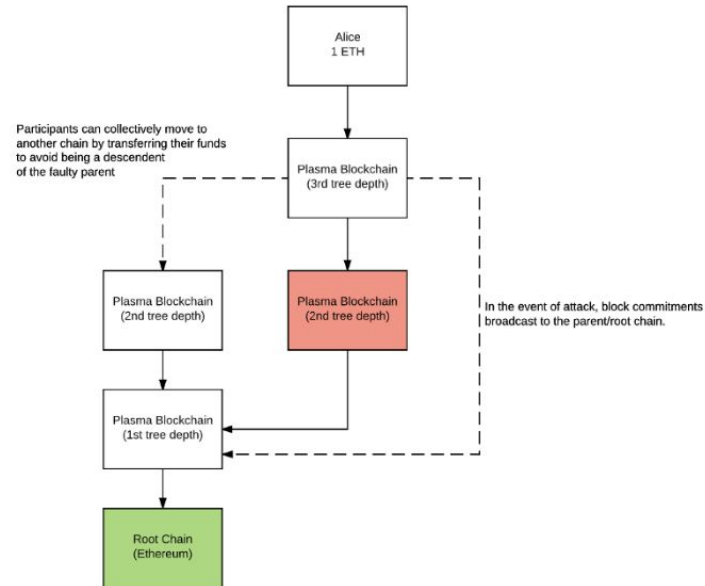 Alice
1 ETH
Participants can collectively move to
another chain by transferring their funds
to avoid being a descendent
of the faulty parent
Plasma Blockchain
(3rd tree depth)
Plasma Blockchain
(2nd tree depth)
Plasma Blockchain
(2nd tree depth)
In the event of attack, block commitments
broadcast to the parent/root chain.
Plasma Blockchain
(1st tree depth)
Root Chain
(Ethereum)